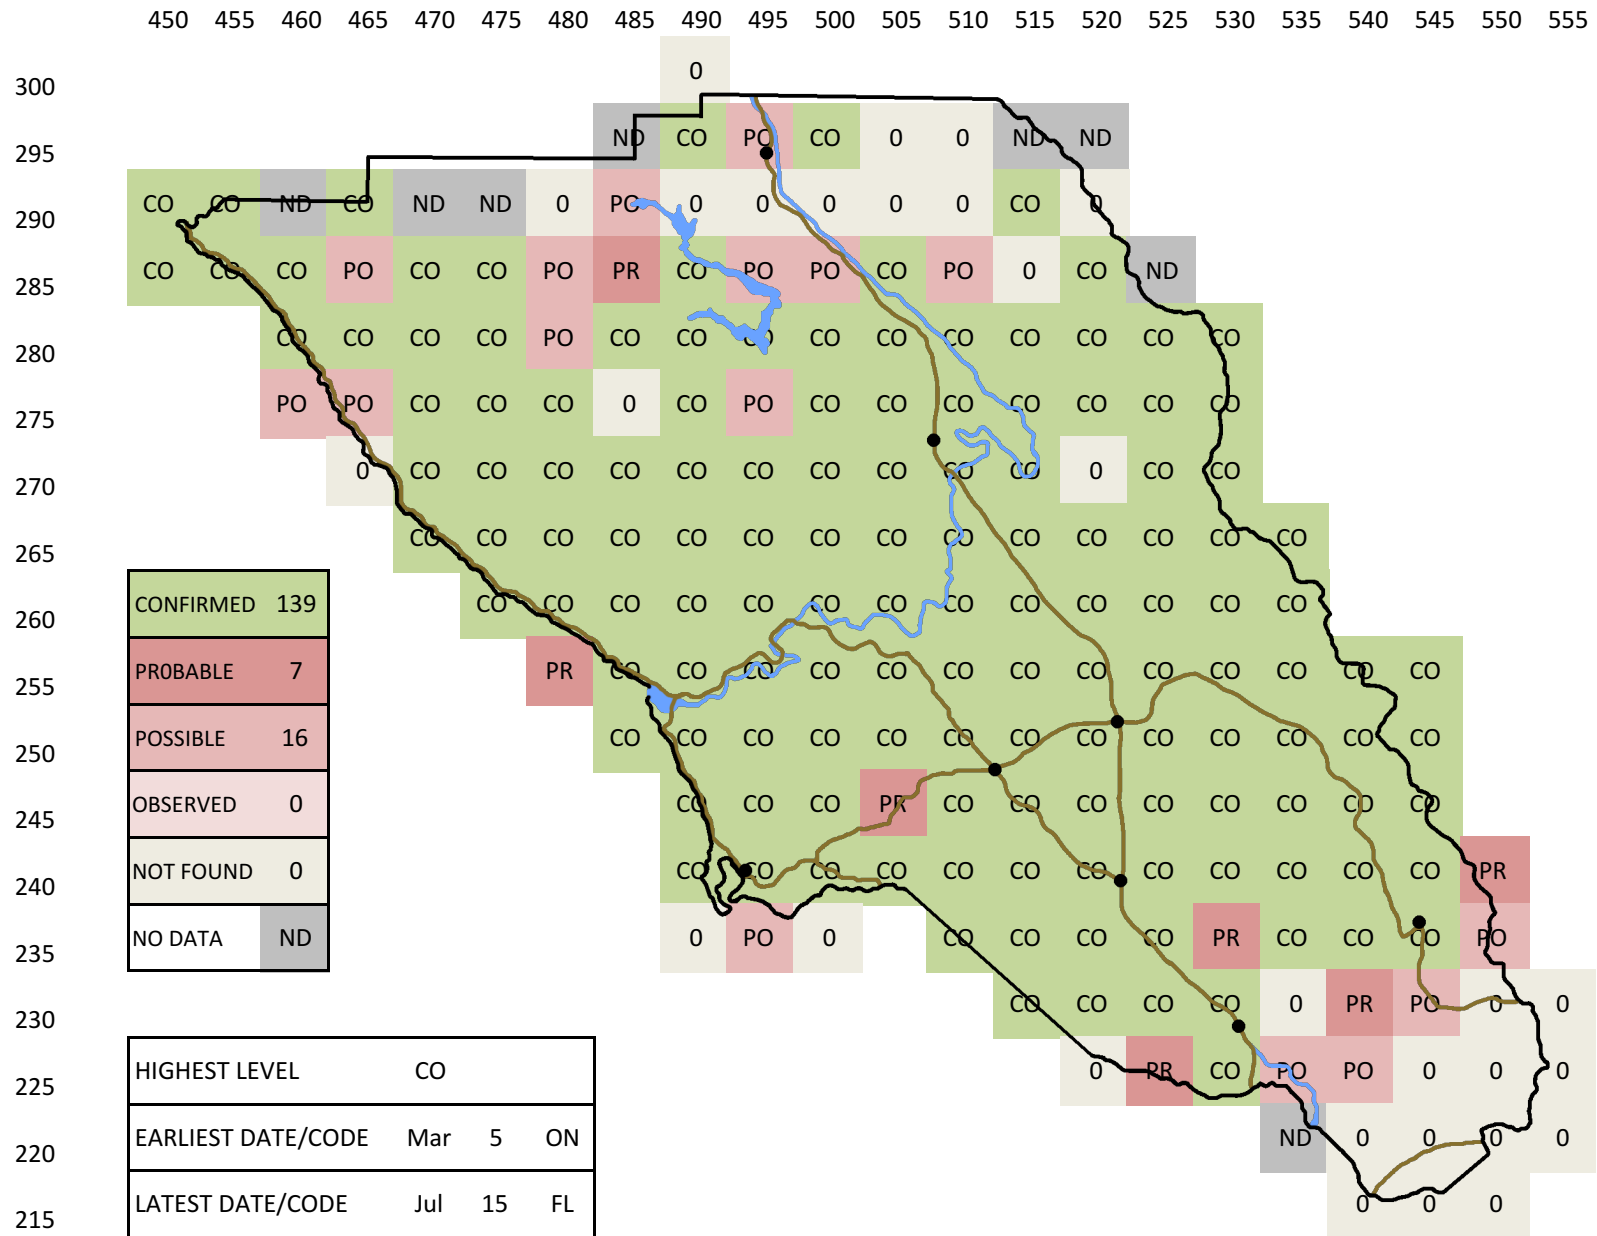 450 455 460 465 470 475 480 485 490 495 500 505 510 515 520 525 530 535 540 545 550 555
0
300
ND CO PO CO 0 0 ND ND
295
CO CO ND CO ND ND 0 PO 0 0 0 0 0 CO 0
290
CO CO CO PO CO CO PO PR CO PO PO CO PO 0 CO ND
285
CO CO CO CO PO CO CO CO CO CO CO CO CO CO CO
280
PO PO CO CO CO 0 CO PO CO CO CO CO CO CO CO
275
0 CO CO CO CO CO CO CO CO CO CO 0 CO CO
270
CO CO CO CO CO CO CO CO CO CO CO CO CO CO
265
CONFIRMED 139
CO CO CO CO CO CO CO CO CO CO CO CO CO
260
PR0BABLE 7
PR CO CO CO CO CO CO CO CO CO CO CO CO CO
255
POSSIBLE 16
CO CO CO CO CO CO CO CO CO CO CO CO CO
250
OBSERVED 0
CO CO CO PR CO CO CO CO CO CO CO CO
245
NOT FOUND 0
CO CO CO CO CO CO CO CO CO CO CO CO PR
240
NO DATA ND
0 PO 0 CO CO CO CO PR CO CO CO PO
235
CO CO CO CO 0 PR PO 0 0
230
HIGHEST LEVEL CO
0 PR CO PO PO 0 0 0
225
EARLIEST DATE/CODE Mar 5 ON
ND 0 0 0 0
220
LATEST DATE/CODE Jul 15 FL
0 0 0
215